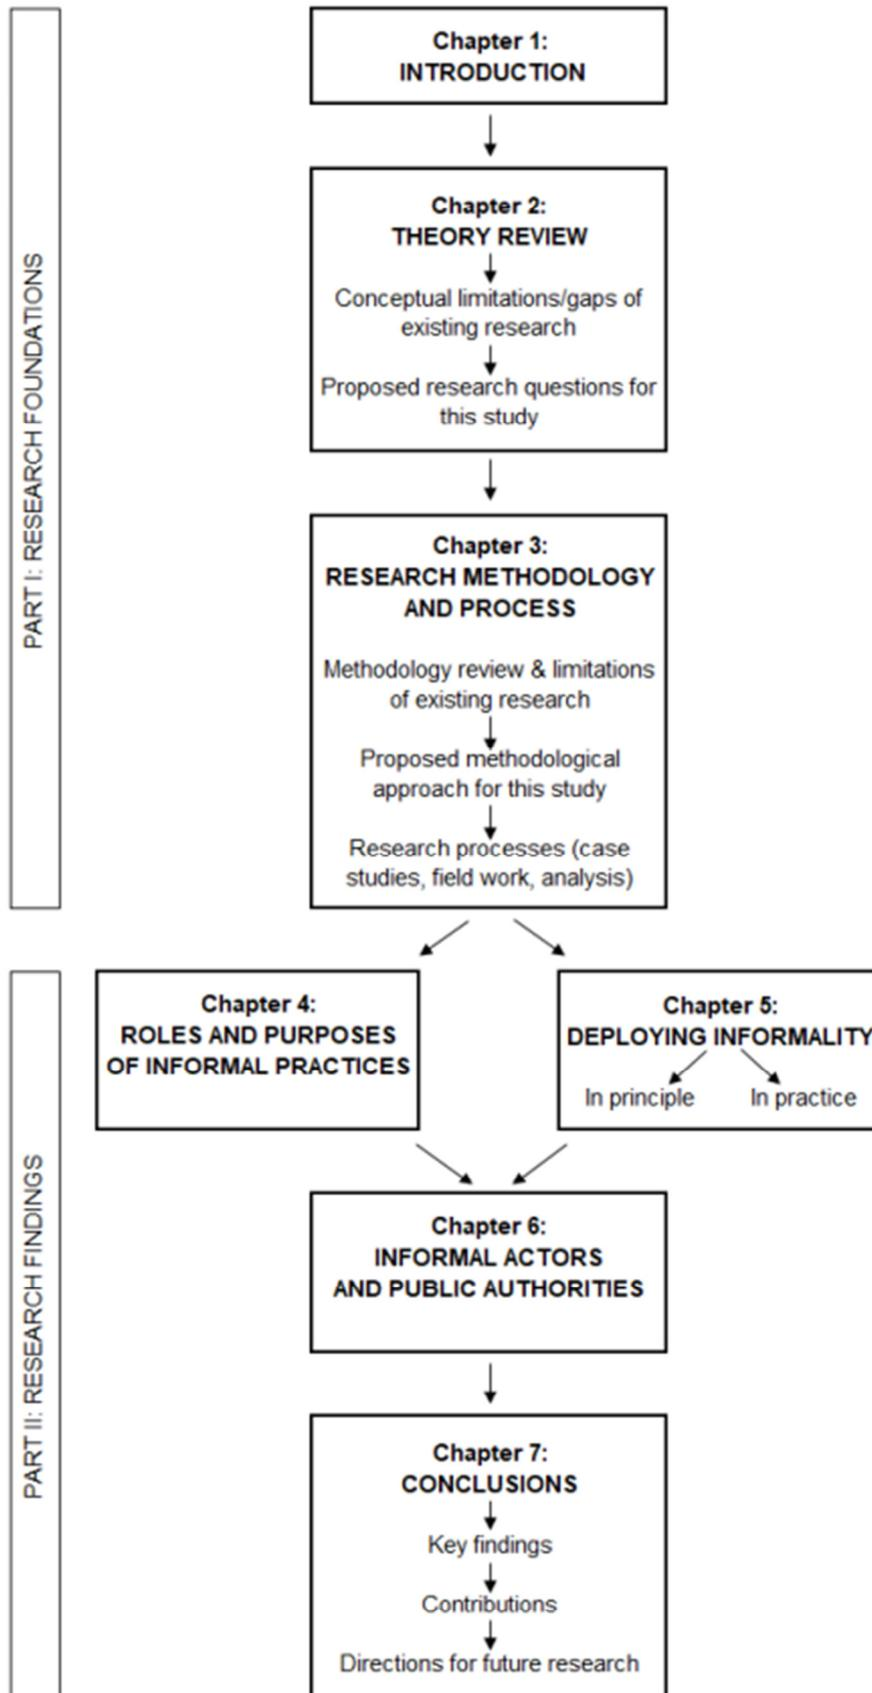 PART I: RESEARCH FOUNDATIONS
Chapter 1:
INTRODUCTION
Chapter 2:
THEORY REVIEW
Conceptual limitations/gaps of
existing research
Proposed research questions for
this study
Chapter 3:
RESEARCH METHODOLOGY
AND PROCESS
Methodology review & limitations
of existing research
Proposed methodological
approach for this study
Research processes (case
studies, field work, analysis)
PART II: RESEARCH FINDINGS
Chapter 4:
ROLES AND PURPOSES
OF INFORMAL PRACTICES
Chapter 5:
DEPLOYING INFORMALITY
In principle
In practice
Chapter 6:
INFORMAL ACTORS
AND PUBLIC AUTHORITIES
Chapter 7:
CONCLUSIONS
Key findings
Contributions
Directions for future research